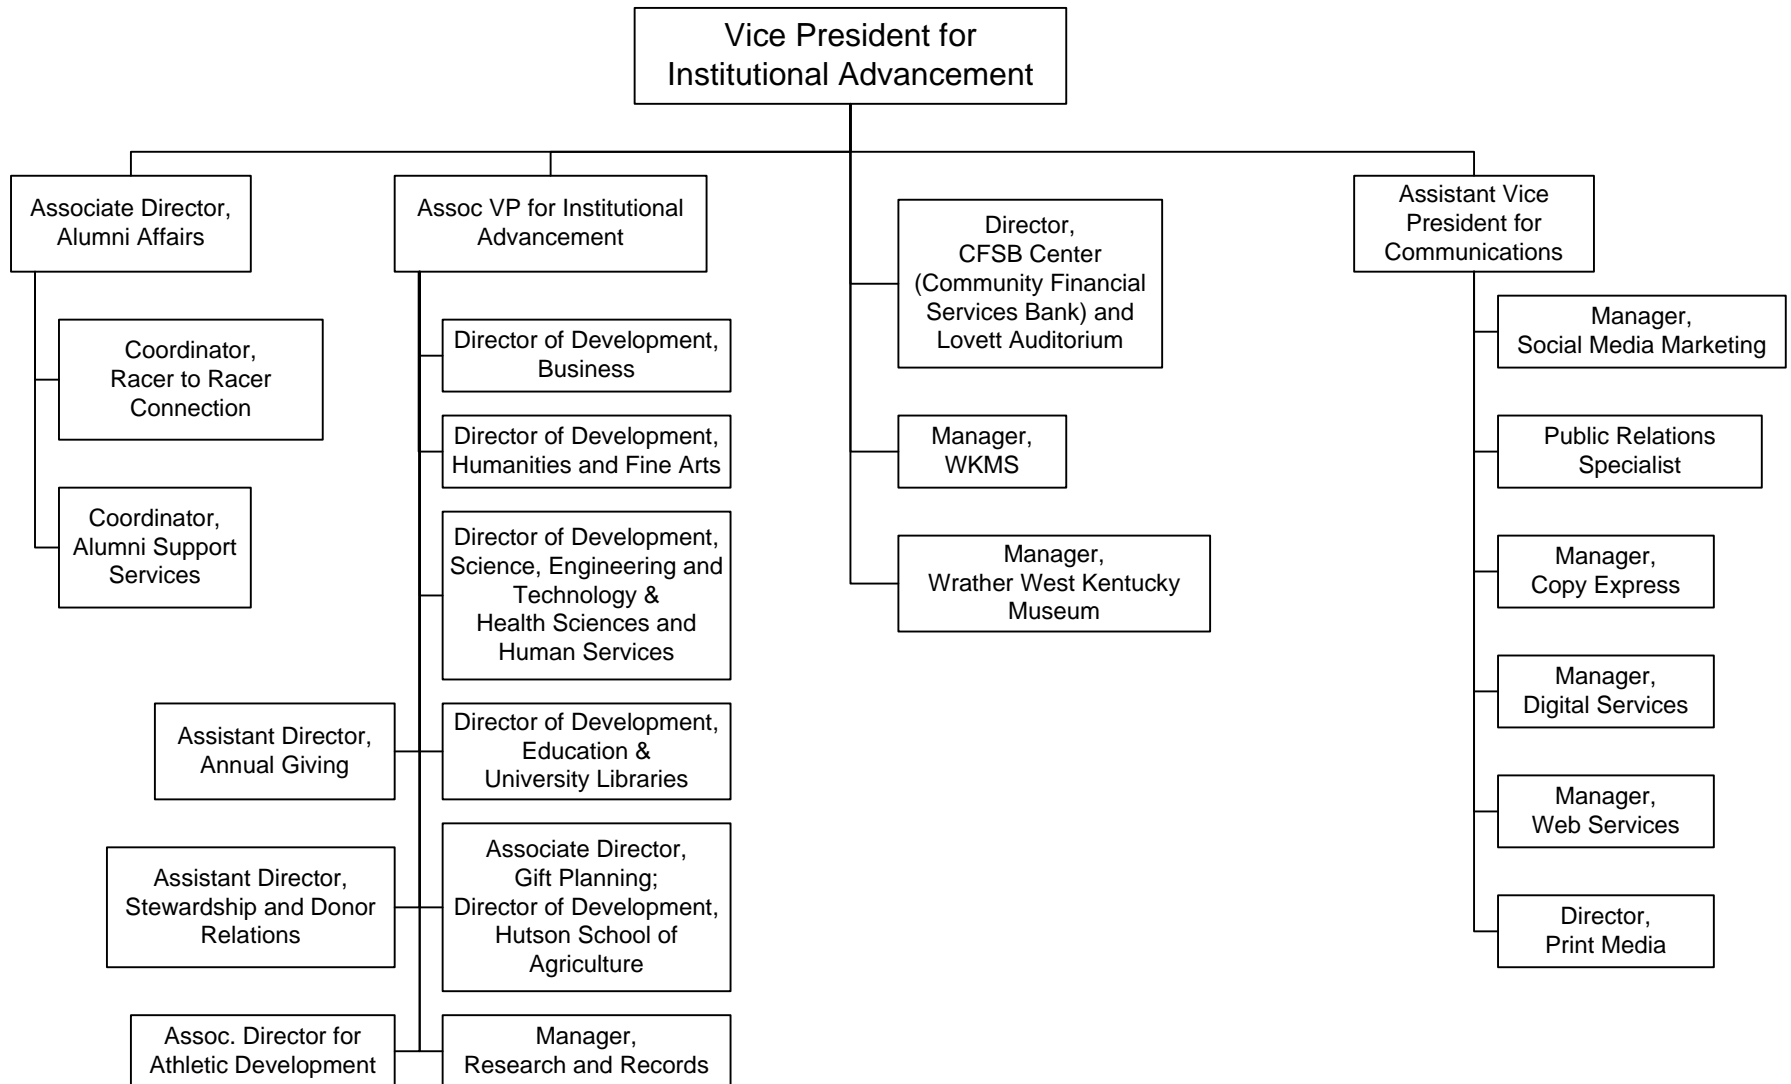 Vice President for
Institutional Advancement
Associate Director,
Alumni Affairs
Coordinator,
Racer to Racer
Connection
Coordinator,
Alumni Support
Services
Assoc VP for Institutional
Advancement
Director of Development,
Business
Director of Development,
Humanities and Fine Arts
Director of Development,
Science, Engineering and
Technology &
Health Sciences and
Human Services
Assistant Director,
Annual Giving
Director of Development,
Education &
University Libraries
Assistant Director,
Stewardship and Donor
Relations
Associate Director,
Gift Planning;
Director of Development,
Hutson School of
Agriculture
Assoc. Director for
Athletic Development
Manager,
Research and Records
Director,
CFSB Center
(Community Financial
Services Bank) and
Lovett Auditorium
Manager,
WKMS
Manager,
Wrather West Kentucky
Museum
Assistant Vice
President for
Communications
Manager,
Social Media Marketing
Public Relations
Specialist
Manager,
Copy Express
Manager,
Digital Services
Manager,
Web Services
Director,
Print Media